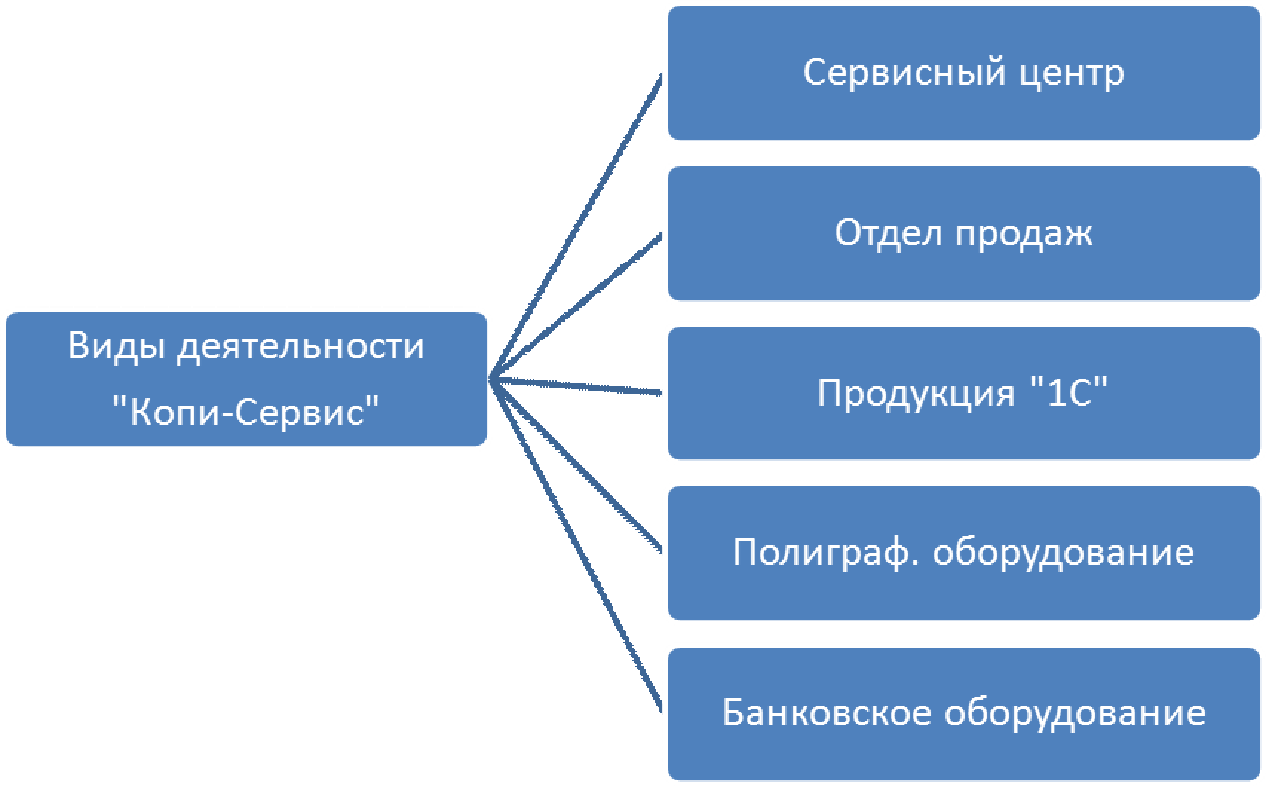 Виды деятельности
"Копи-Сервис"
Сервисный центр
Отдел продаж
Продукция "1С"
Полиграф. оборудование
Банковское оборудование